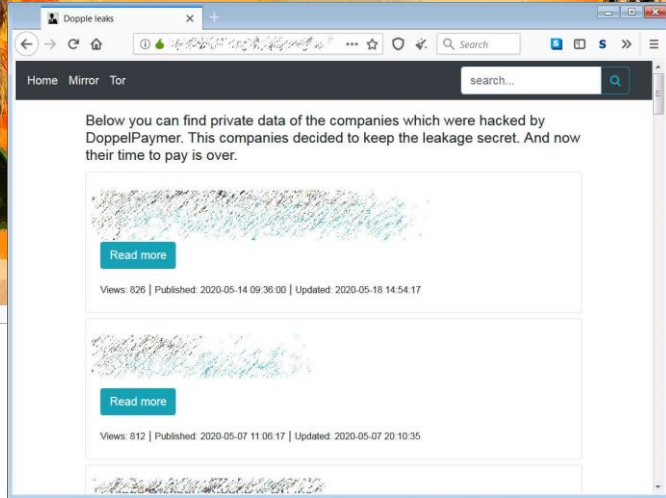 Dopple leaks
Search
Home Mirror Tor
search...
Below you can find private data of the companies which were hacked by
DoppelPaymer. This companies decided to keep the leakage secret. And now
their time to pay is over.
Read more
Views: 826 | Published: 2020-05-14 09:36:00 | Updated: 2020-05-18 14:54:17
Read more
Views: 812 | Published: 2020-05-07 11:06:17 | Updated: 2020-05-07 20:10:35